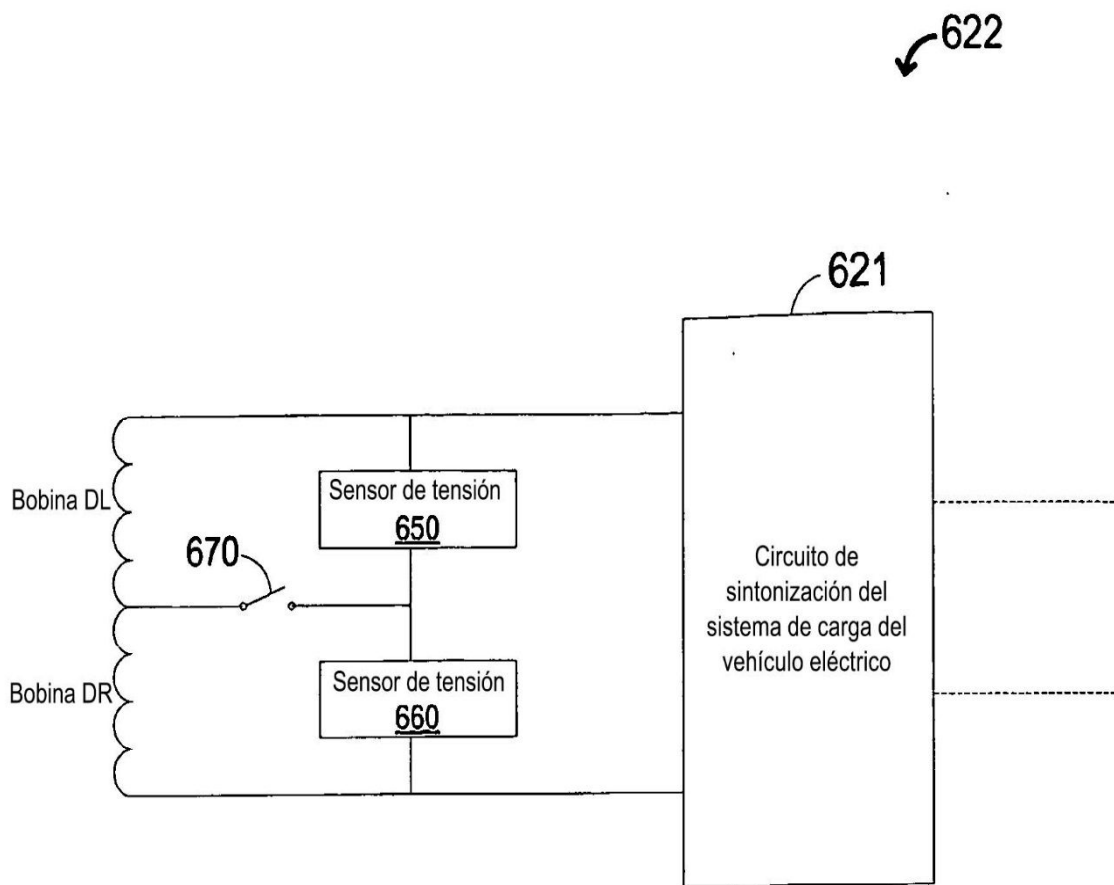 622
621
Bobina DL
Sensor de tensión
650
670
Circuito de
sintonización del
sistema de carga del
vehículo eléctrico
Bobina DR
Sensor de tensión
660